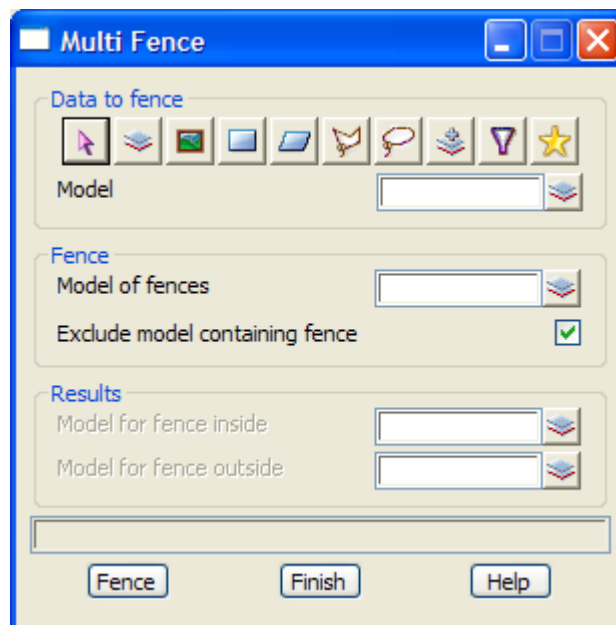 Multi Fence
Data to fence
Model
Fence
Model of fences
Exclude model containing fence
Results
Model for fence inside
Model for fence outside
Fence Finish Help